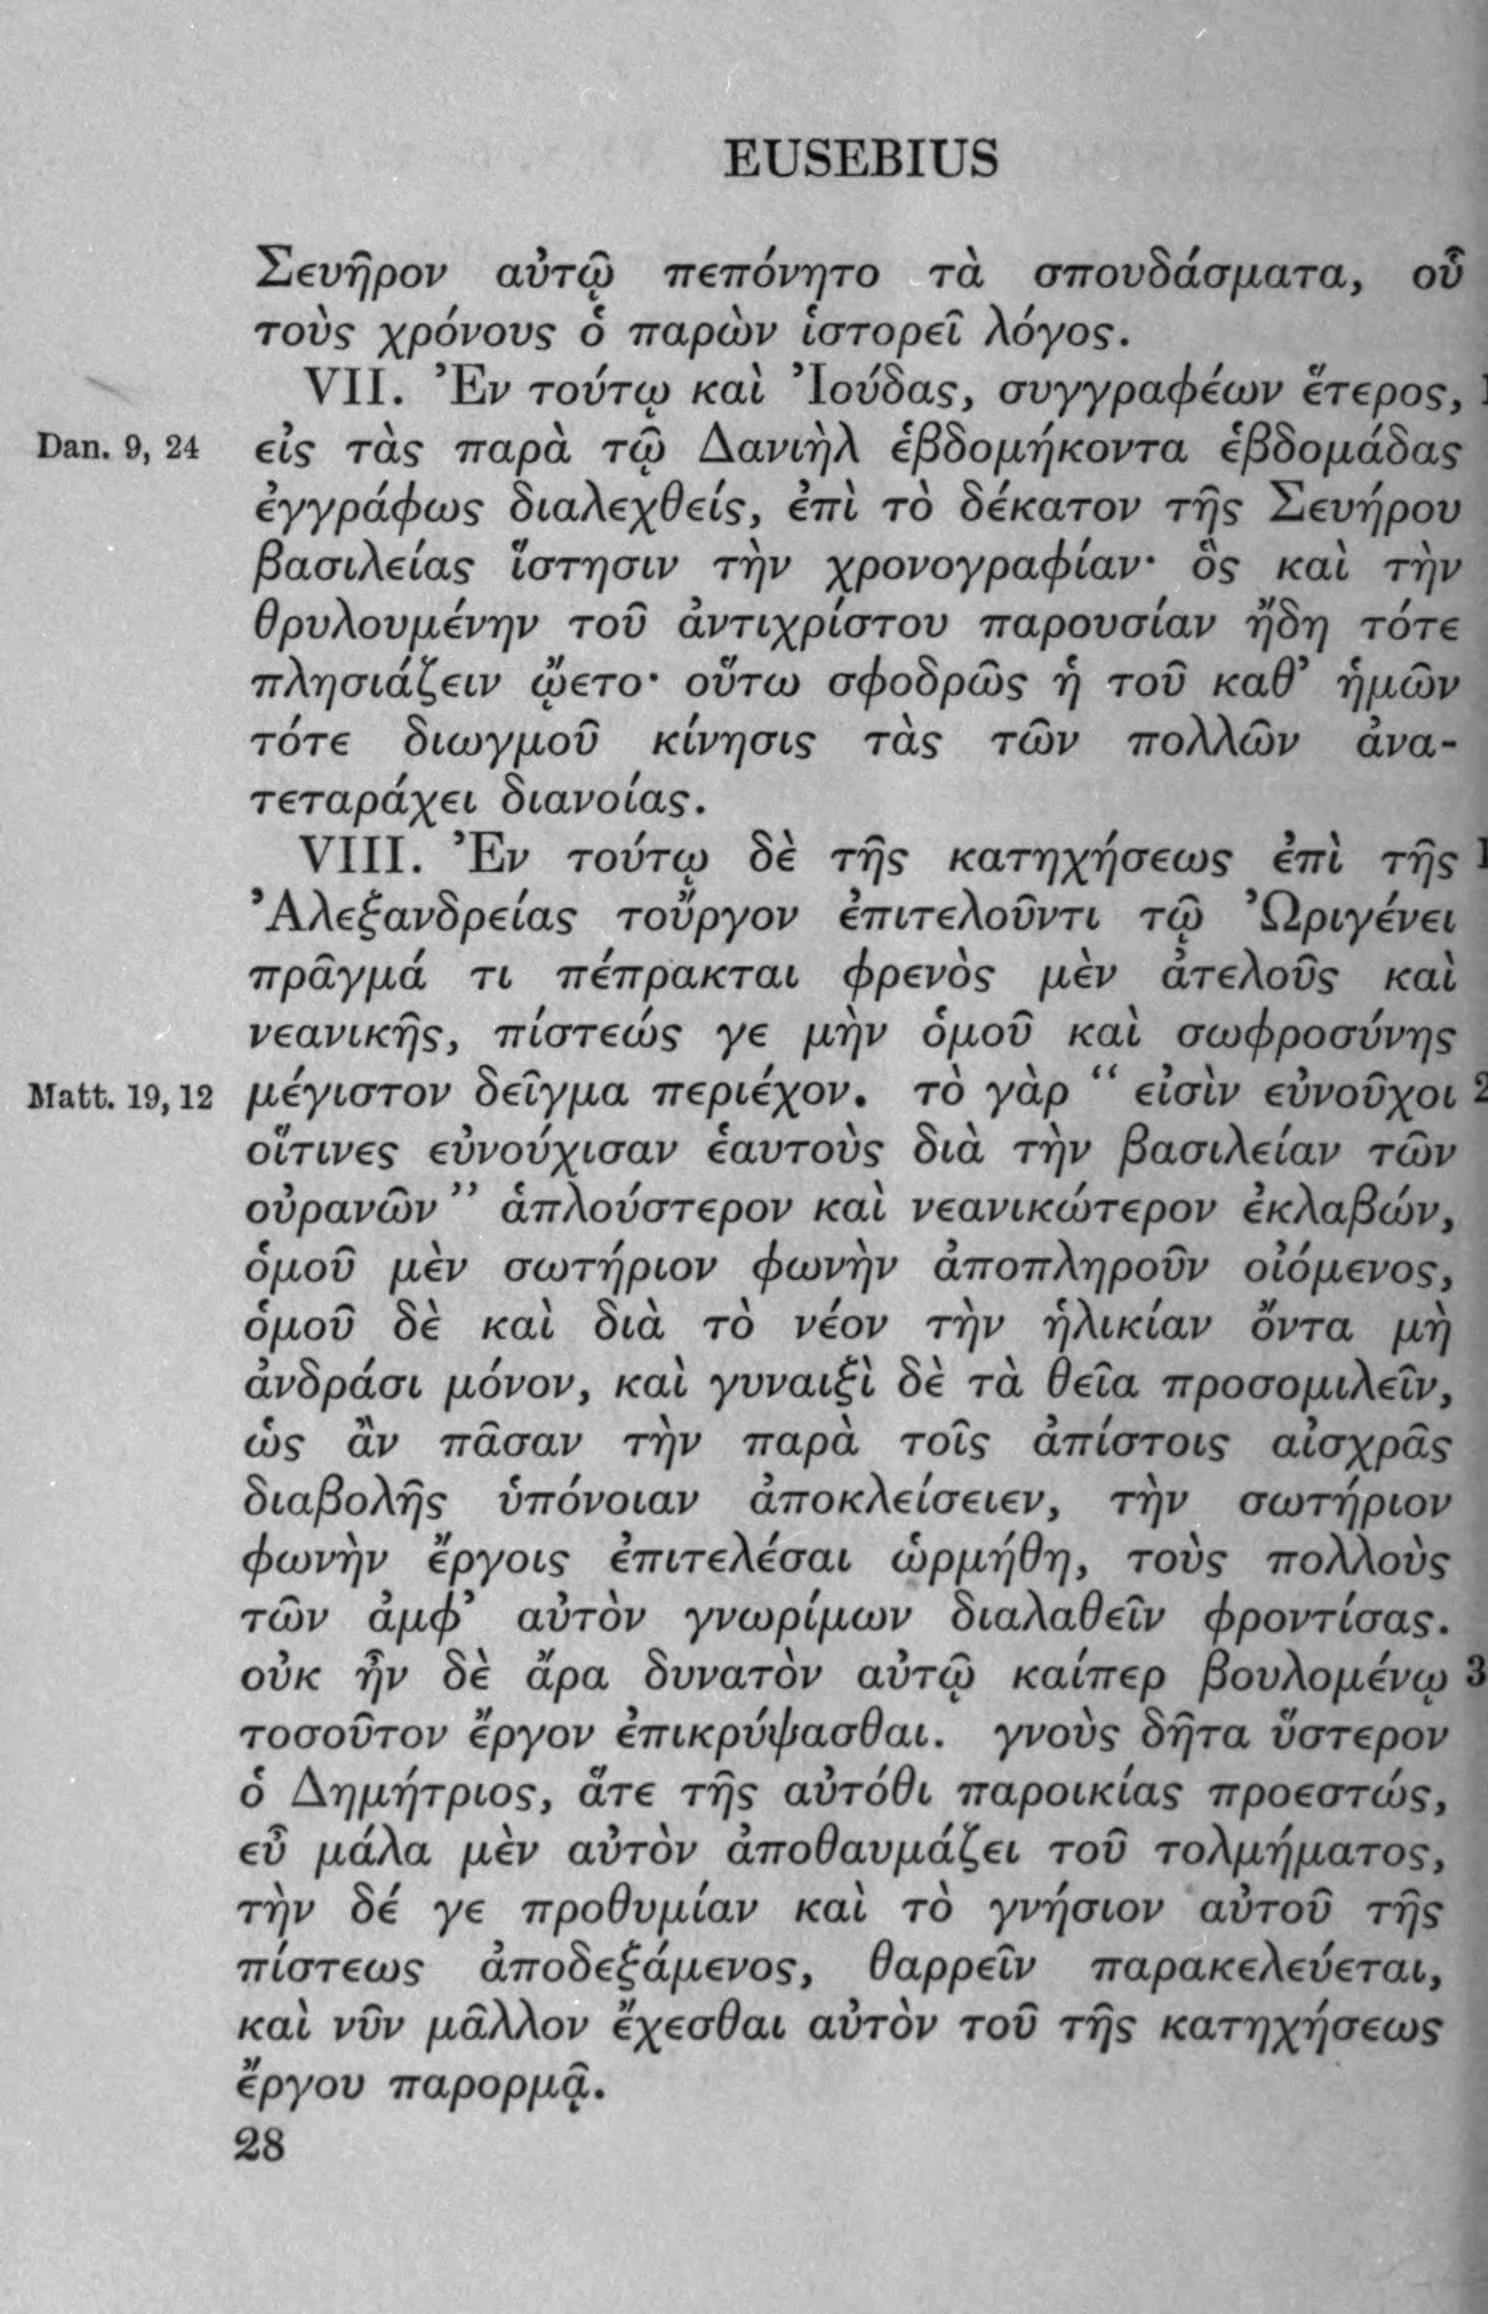 EUSEBIUS
Σευῆρον αὐτῷ πεπόνητο τὰ σπουδάσματα, οὗ
τοὺς χρόνους ὁ παρὼν ἱστορεῖ λόγος.
VII. Ἐν τούτῳ καὶ Ἰούδας, συγγραφέων ἕτερος, 1
Dan. 9, 24 εἰς τὰς παρὰ τῷ Δανιὴλ ἑβδομήκοντα ἑβδομάδας
ἐγγράφως διαλεχθείς, ἐπὶ τὸ δέκατον τῆς Σευήρου
βασιλείας ἵστησιν τὴν χρονογραφίαν· ὃς καὶ τὴν
θρυλουμένην τοῦ ἀντιχρίστου παρουσίαν ἤδη τότε
πλησιάζειν ᾤετο· οὕτω σφοδρῶς ἡ τοῦ καθ’ ἡμῶν
τότε διωγμοῦ κίνησις τὰς τῶν πολλῶν ἀνα-
τεταράχει διανοίας.
VIII. Ἐν τούτῳ δὲ τῆς κατηχήσεως ἐπὶ τῆς 1
Ἀλεξανδρείας τοὔργον ἐπιτελοῦντι τῷ Ὠριγένει
πρᾶγμά τι πέπρακται φρενὸς μὲν ἀτελοῦς καὶ
νεανικῆς, πίστεώς γε μὴν ὁμοῦ καὶ σωφροσύνης
Matt. 19, 12 μέγιστον δεῖγμα περιέχον. τὸ γὰρ “ εἰσὶν εὐνοῦχοι 2
οἵτινες εὐνούχισαν ἑαυτοὺς διὰ τὴν βασιλείαν τῶν
οὐρανῶν ” ἁπλούστερον καὶ νεανικώτερον ἐκλαβών,
ὁμοῦ μὲν σωτήριον φωνὴν ἀποπληροῦν οἰόμενος,
ὁμοῦ δὲ καὶ διὰ τὸ νέον τὴν ἡλικίαν ὄντα μὴ
ἀνδράσι μόνον, καὶ γυναιξὶ δὲ τὰ θεῖα προσομιλεῖν,
ὡς ἂν πᾶσαν τὴν παρὰ τοῖς ἀπίστοις αἰσχρᾶς
διαβολῆς ὑπόνοιαν ἀποκλείσειεν, τὴν σωτήριον
φωνὴν ἔργοις ἐπιτελέσαι ὡρμήθη, τοὺς πολλοὺς
τῶν ἀμφ’ αὐτὸν γνωρίμων διαλαθεῖν φροντίσας.
οὐκ ἦν δὲ ἄρα δυνατὸν αὐτῷ καίπερ βουλομένῳ 3
τοσοῦτον ἔργον ἐπικρύψασθαι. γνοὺς δῆτα ὕστερον
ὁ Δημήτριος, ἅτε τῆς αὐτόθι παροικίας προεστώς,
εὖ μάλα μὲν αὐτὸν ἀποθαυμάζει τοῦ τολμήματος,
τὴν δέ γε προθυμίαν καὶ τὸ γνήσιον αὐτοῦ τῆς
πίστεως ἀποδεξάμενος, θαρρεῖν παρακελεύεται,
καὶ νῦν μᾶλλον ἔχεσθαι αὐτὸν τοῦ τῆς κατηχήσεως
ἔργου παρορμᾷ.
28